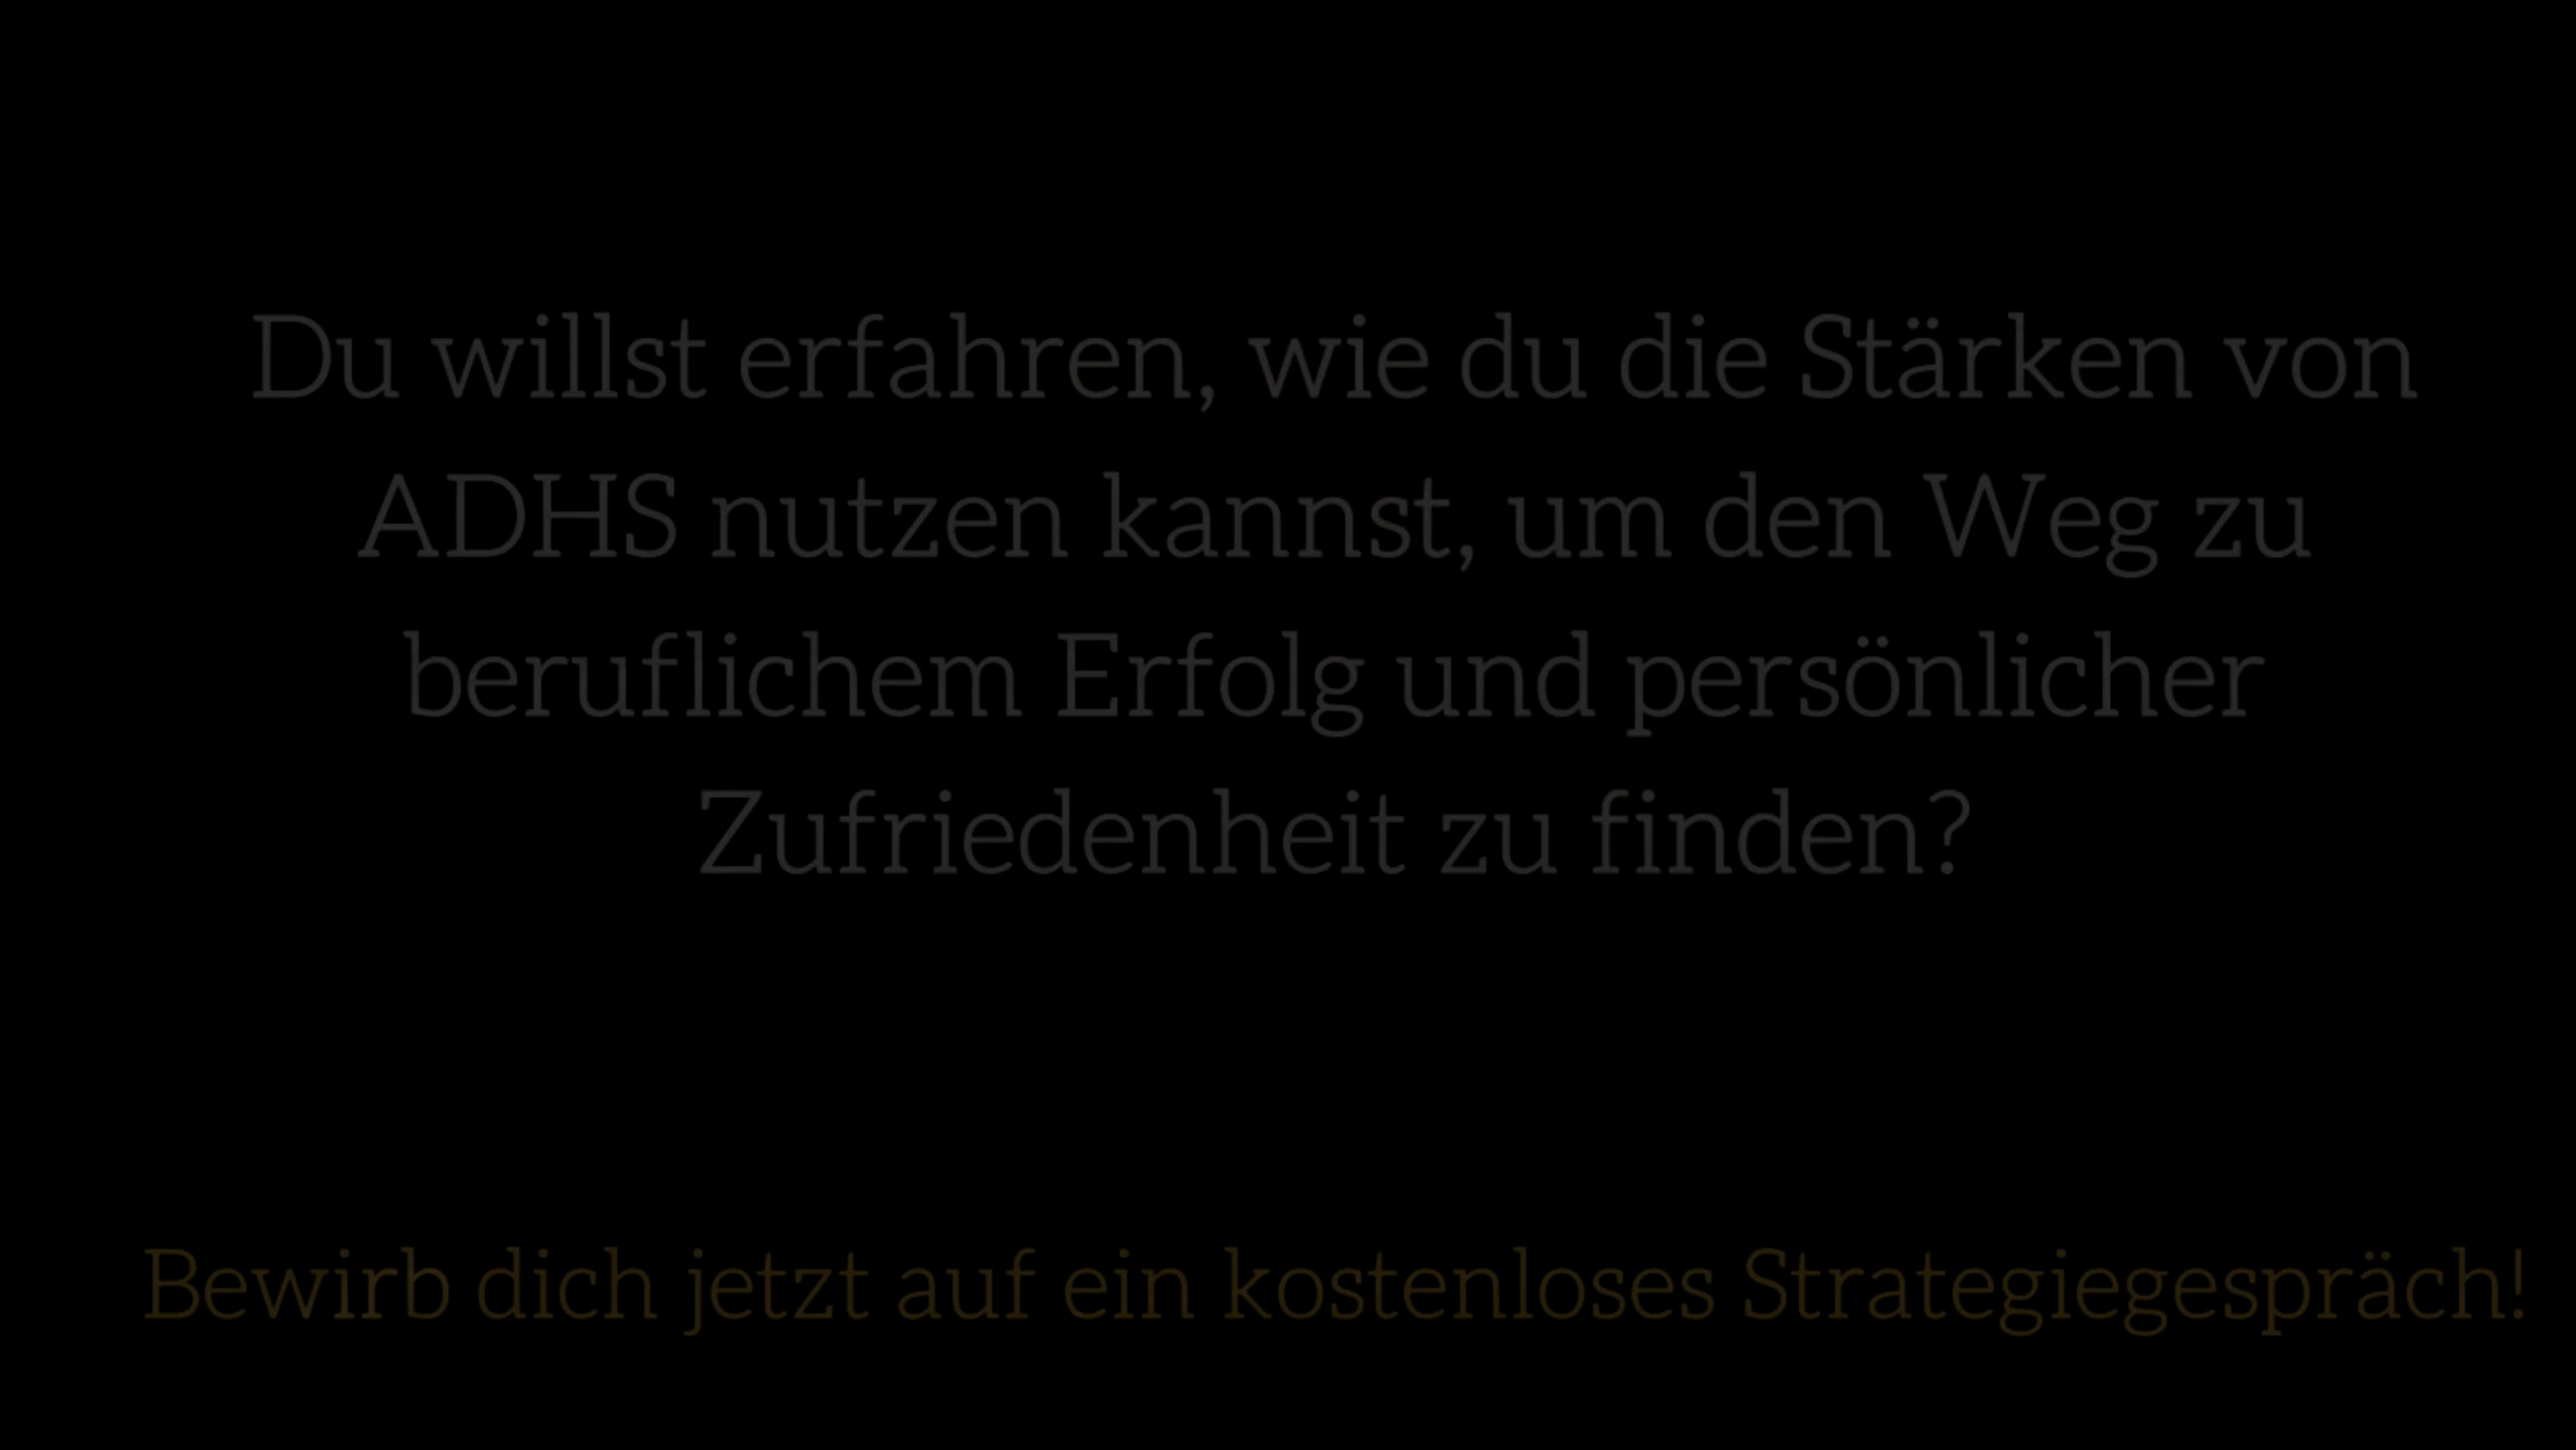 Du willst erfahren, wie du die Stärken von
ADHS nutzen kannst, um den Weg zu
beruflichem Erfolg und persönlicher
Zufriedenheit zu finden?
Bewirb dich jetzt auf ein kostenloses Strategiegespräch!